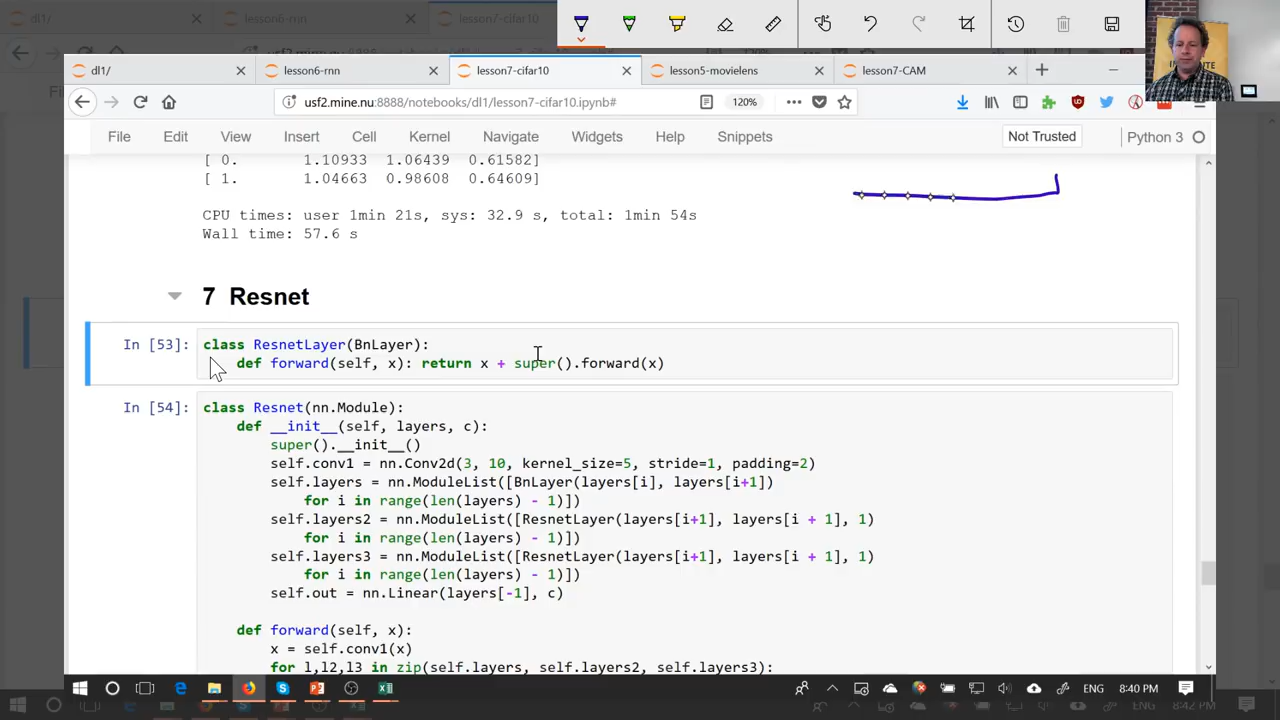 dl1/
lesson6-rnn
lesson7-cifar10
dl1/
lesson6-rnn
lesson7-cifar10
lesson5-movielens
lesson7-CAM
usf2.mine.nu:8888/notebooks/dl1/lesson7-cifar10.ipynb#
120%
File Edit View Insert Cell Kernel Navigate Widgets Help Snippets
Not Trusted
Python 3
[ 0. 1.10933 1.06439 0.61582]
[ 1. 1.04663 0.98608 0.64609]
CPU times: user 1min 21s, sys: 32.9 s, total: 1min 54s
Wall time: 57.6 s
7 Resnet
In [53]: class ResnetLayer(BnLayer):
def forward(self, x): return x + super().forward(x)
In [54]: class Resnet(nn.Module):
def __init__(self, layers, c):
super().__init__()
self.conv1 = nn.Conv2d(3, 10, kernel_size=5, stride=1, padding=2)
self.layers = nn.ModuleList([BnLayer(layers[i], layers[i+1])
for i in range(len(layers) - 1)])
self.layers2 = nn.ModuleList([ResnetLayer(layers[i+1], layers[i + 1], 1)
for i in range(len(layers) - 1)])
self.layers3 = nn.ModuleList([ResnetLayer(layers[i+1], layers[i + 1], 1)
for i in range(len(layers) - 1)])
self.out = nn.Linear(layers[-1], c)
def forward(self, x):
x = self.conv1(x)
for l,l2,l3 in zip(self.layers, self.layers2, self.layers3):
ENG
8:40 PM
ENG
8:42 PM